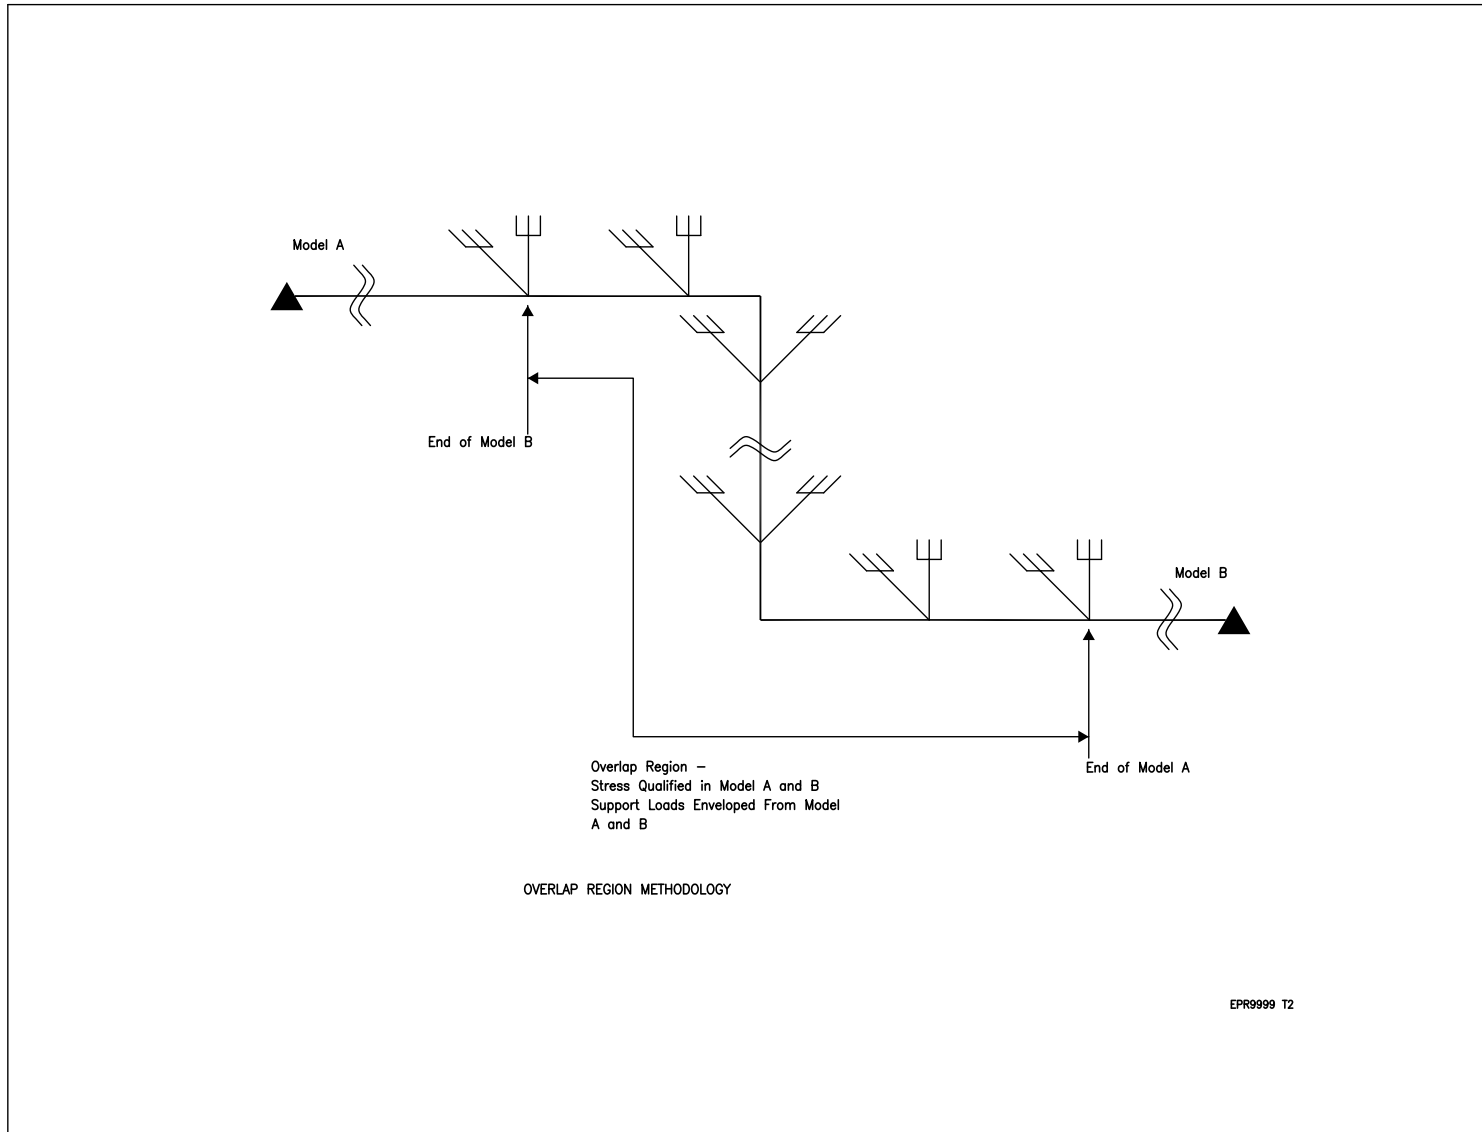 Model A
End of Model B
Model B
End of Model A
Overlap Region –
Stress Qualified in Model A and B
Support Loads Enveloped From Model
A and B
OVERLAP REGION METHODOLOGY
EPR9999 T2